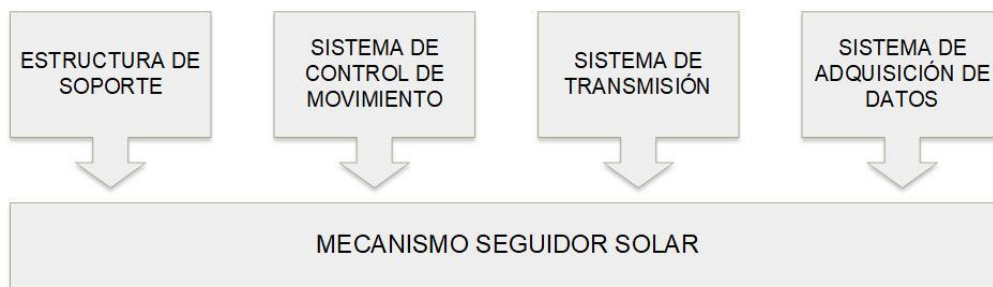 ESTRUCTURA DE
SOPORTE
SISTEMA DE
CONTROL DE
MOVIMIENTO
SISTEMA DE
TRANSMISIÓN
SISTEMA DE
ADQUISICIÓN DE
DATOS
MECANISMO SEGUIDOR SOLAR